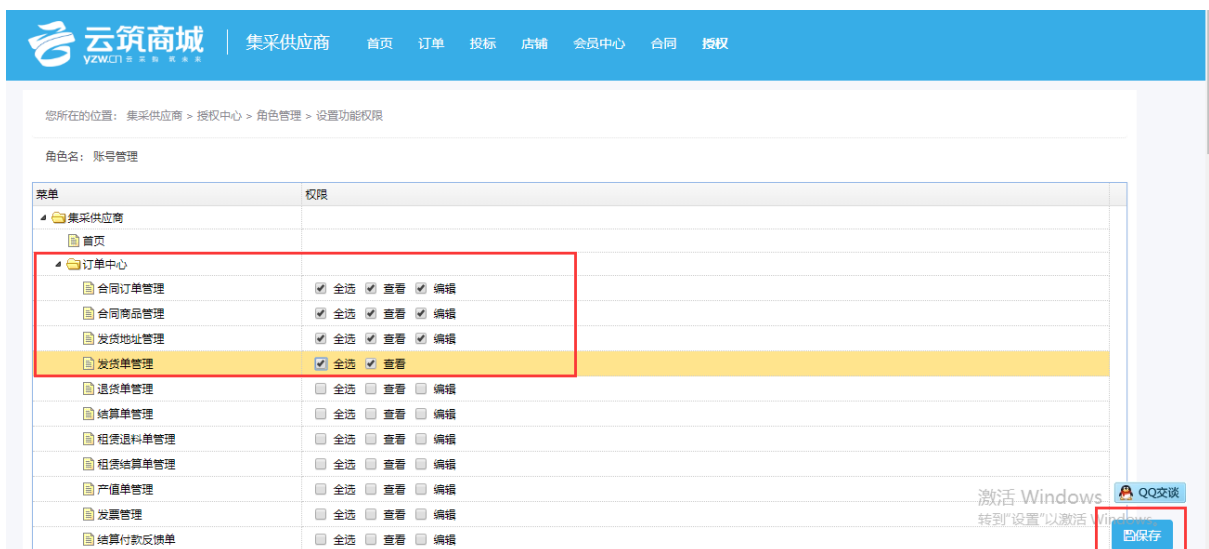 云筑商城 集采供应商 首页 订单 投标 店铺 会员中心 合同 授权
yzw.cn
您所在的位置： 集采供应商 > 授权中心 > 角色管理 > 设置功能权限
角色名： 账号管理
菜单 权限
集采供应商
首页
订单中心
合同订单管理 全选 查看 编辑
合同商品管理 全选 查看 编辑
发货地址管理 全选 查看 编辑
发货单管理 全选 查看
退货单管理 全选 查看 编辑
结算单管理 全选 查看 编辑
租赁退料单管理 全选 查看 编辑
租赁结算单管理 全选 查看 编辑
产值单管理 全选 查看 编辑
发票管理 全选 查看 编辑
结算付款反馈单 全选 查看 编辑
激活 Windows
QQ交谈
转到"设置"以激活 Windows。
保存